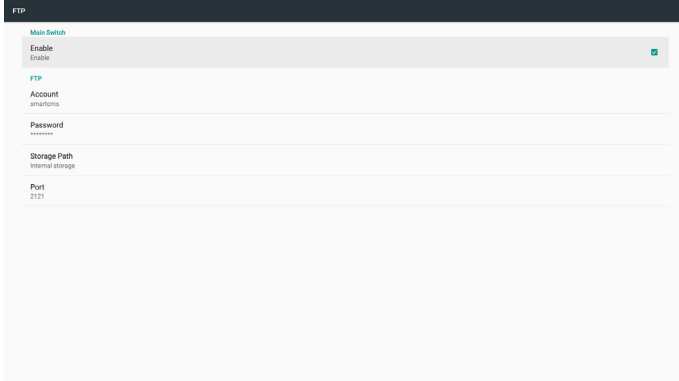 FTP
Main Switch
Enable
Enable
FTP
Account
smartcms
Password
********
Storage Path
Internal storage
Port
2121